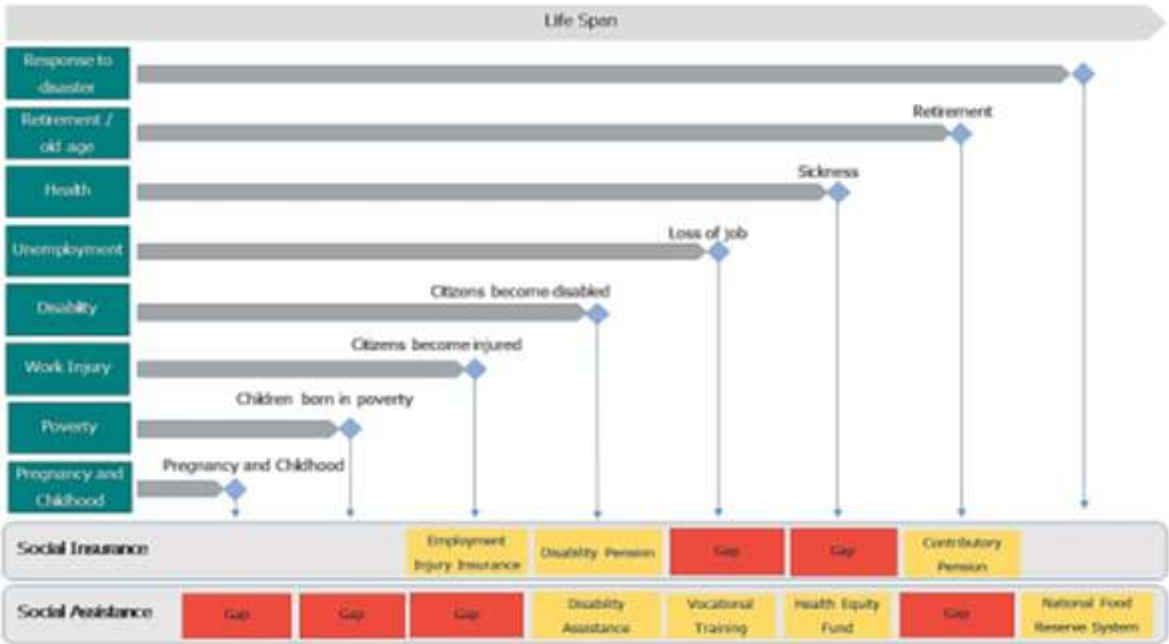 Life Span
Response to
disaster
Retirement /
old age
Retirement
Health
Sickness
Unemployment
Loss of job
Disability
Citizens become disabled
Work Injury
Citizens become injured
Poverty
Children born in poverty
Pregnancy and
Childhood
Pregnancy and Childhood
Social Insurance
Employment
Injury Insurance
Disability Pension
Gap
Gap
Contributory
Pension
Social Assistance
Gap
Gap
Gap
Disability
Assistance
Vocational
Training
Health Equity
Fund
Gap
National Food
Reserve System